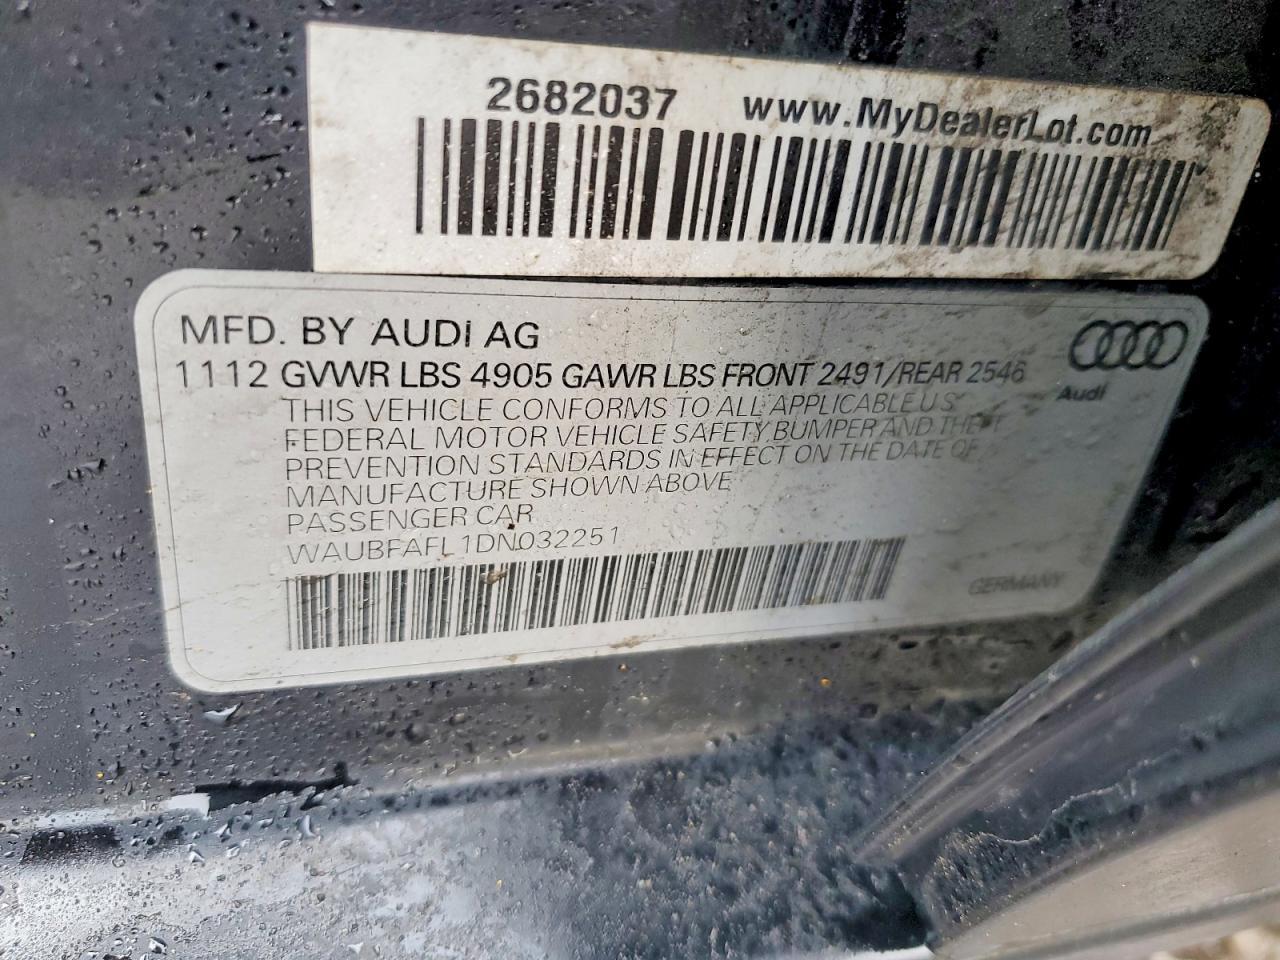 2682037 www.MyDealerLot.com
MFD. BY AUDI AG
1112 GVWR LBS 4905 GAWR LBS FRONT 2491/REAR 2546
Audi
THIS VEHICLE CONFORMS TO ALL APPLICABLE U S
FEDERAL MOTOR VEHICLE SAFETY, BUMPER AND THEFT
PREVENTION STANDARDS IN EFFECT ON THE DATE OF
MANUFACTURE SHOWN ABOVE
PASSENGER CAR
WAUBFAFL1DN032251
GERMANY